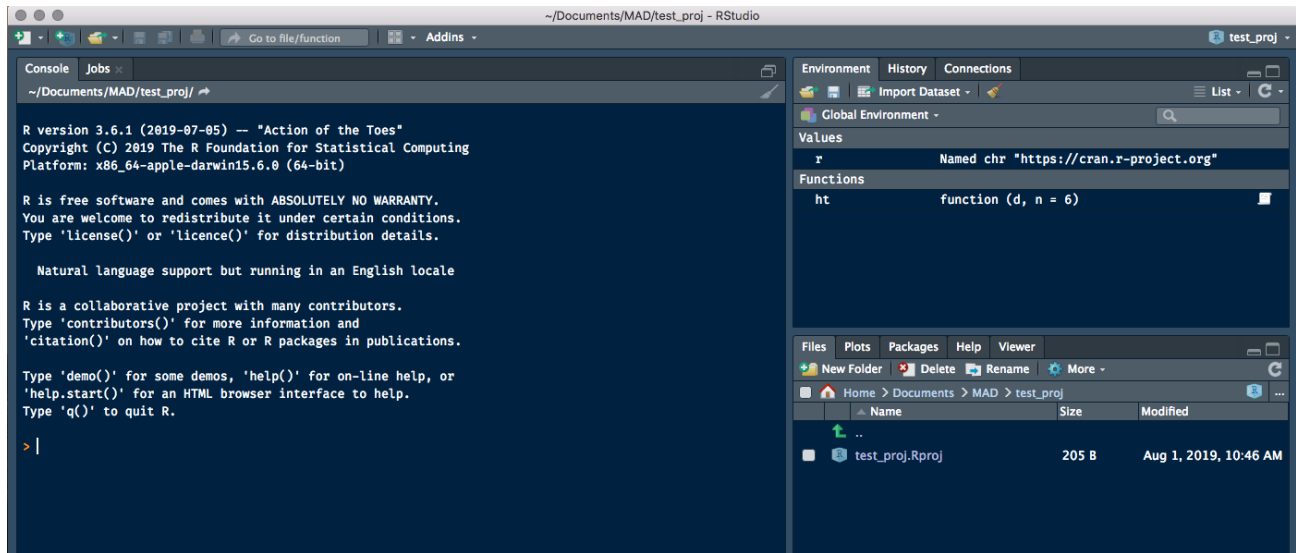 ~/Documents/MAD/test_proj - RStudio
Go to file/function Addins test_proj
Console Jobs
~/Documents/MAD/test_proj/
R version 3.6.1 (2019-07-05) -- "Action of the Toes"
Copyright (C) 2019 The R Foundation for Statistical Computing
Platform: x86_64-apple-darwin15.6.0 (64-bit)
R is free software and comes with ABSOLUTELY NO WARRANTY.
You are welcome to redistribute it under certain conditions.
Type 'license()' or 'licence()' for distribution details.
Natural language support but running in an English locale
R is a collaborative project with many contributors.
Type 'contributors()' for more information and
'citation()' on how to cite R or R packages in publications.
Type 'demo()' for some demos, 'help()' for on-line help, or
'help.start()' for an HTML browser interface to help.
Type 'q()' to quit R.
>
Environment History Connections
Import Dataset List
Global Environment
Values
r Named chr "https://cran.r-project.org"
Functions
ht function (d, n = 6)
Files Plots Packages Help Viewer
New Folder Delete Rename More
Home > Documents > MAD > test_proj ...
Name Size Modified
..
test_proj.Rproj 205 B Aug 1, 2019, 10:46 AM